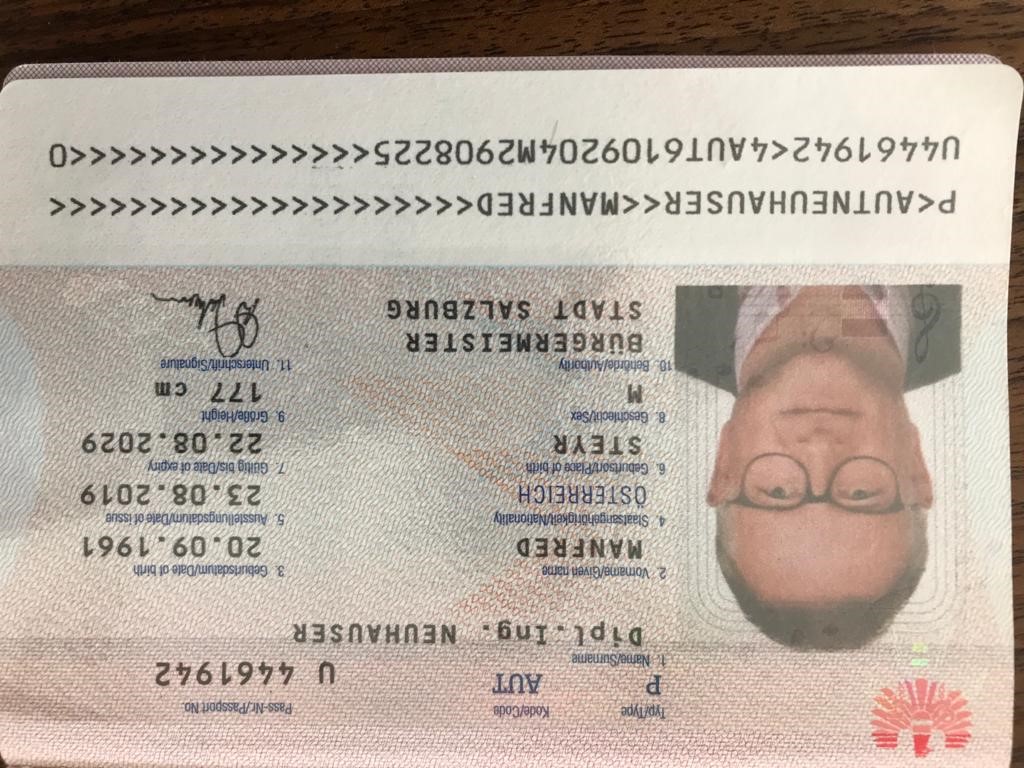 Typ/Type Kode/Code Pass-Nr/Passport No.
P AUT U 4461942
1. Name/Surname
Dipl.Ing. NEUHAUSER
2. Vorname/Given name 3. Geburtsdatum/Date of birth
MANFRED 20.09.1961
4. Staatsangehörigkeit/Nationality 5. Ausstellungsdatum/Date of issue
ÖSTERREICH 23.08.2019
6. Geburtsort/Place of birth 7. Gültig bis/Date of expiry
STEYR 22.08.2029
8. Geschlecht/Sex 9. Größe/Height
M 177 cm
10. Behörde/Authority 11. Unterschrift/Signature
BÜRGERMEISTER
STADT SALZBURG
P<AUTNEUHAUSER<<MANFRED<<<<<<<<<<<<<<<<<<<<<
U4461942<4AUT6109204M2908225<<<<<<<<<<<<<<<0